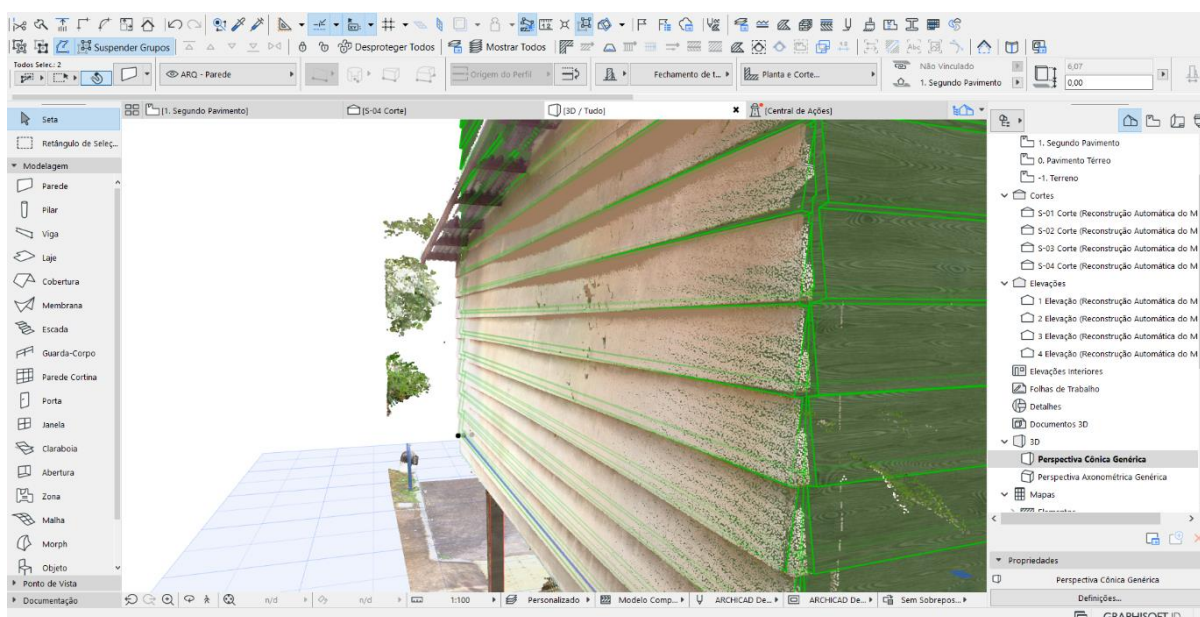 Suspender Grupos
Desproteger Todos
Mostrar Todos
Todos Selec.: 2
ARQ - Parede
Origem do Perfil
Fechamento de t...
Planta e Corte...
Não Vinculado
1. Segundo Pavimento
6,07
0,00
Seta
Retângulo de Seleç...
Modelagem
Parede
Pilar
Viga
Laje
Cobertura
Membrana
Escada
Guarda-Corpo
Parede Cortina
Porta
Janela
Claraboia
Abertura
Zona
Malha
Morph
Objeto
Ponto de Vista
Documentação
[1. Segundo Pavimento]
[S-04 Corte]
[3D / Tudo]
[Central de Ações]
n/d
n/d
1:100
Personalizado
Modelo Comp...
ARCHICAD De...
ARCHICAD De...
Sem Sobrepos...
1. Segundo Pavimento
0. Pavimento Térreo
-1. Terreno
Cortes
S-01 Corte (Reconstrução Automática do M
S-02 Corte (Reconstrução Automática do M
S-03 Corte (Reconstrução Automática do M
S-04 Corte (Reconstrução Automática do M
Elevações
1 Elevação (Reconstrução Automática do M
2 Elevação (Reconstrução Automática do M
3 Elevação (Reconstrução Automática do M
4 Elevação (Reconstrução Automática do M
Elevações Interiores
Folhas de Trabalho
Detalhes
Documentos 3D
3D
Perspectiva Cônica Genérica
Perspectiva Axonométrica Genérica
Mapas
Propriedades
Perspectiva Cônica Genérica
Definições...
GRAPHISOFT ID